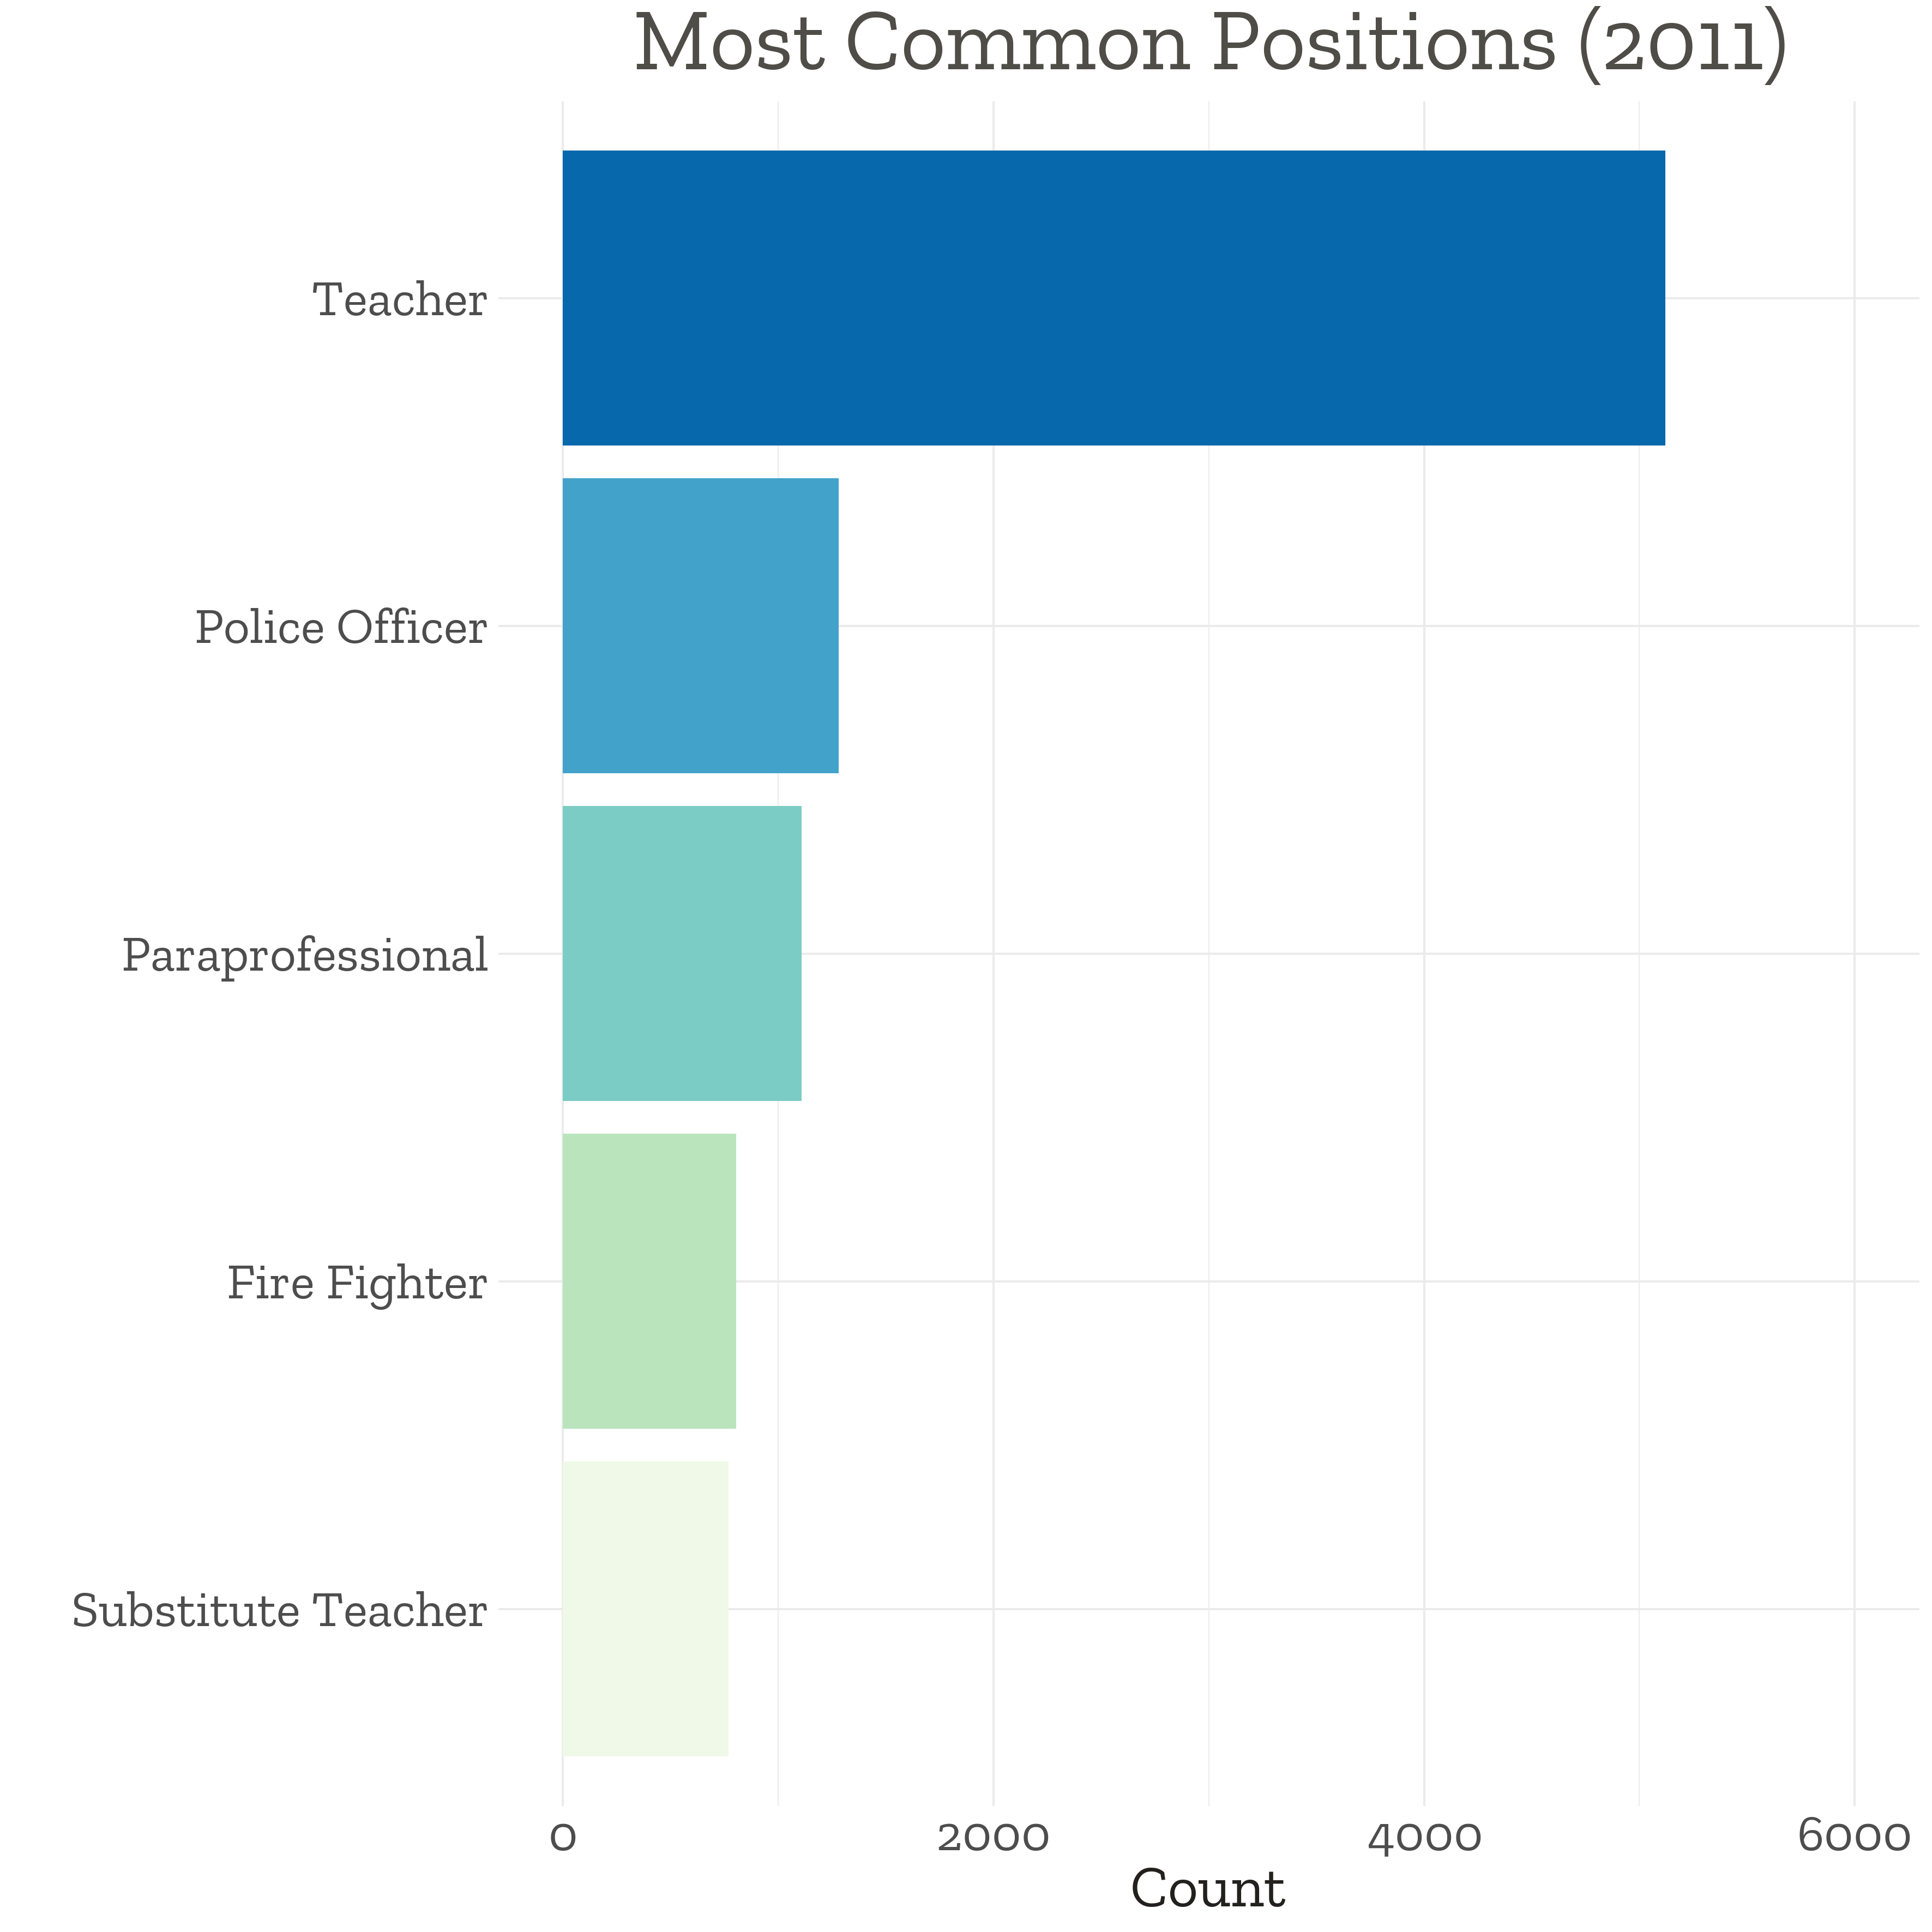 Most Common Positions (2011)
Teacher
Police Officer
Paraprofessional
Fire Fighter
Substitute Teacher
0 2000 4000 6000
Count